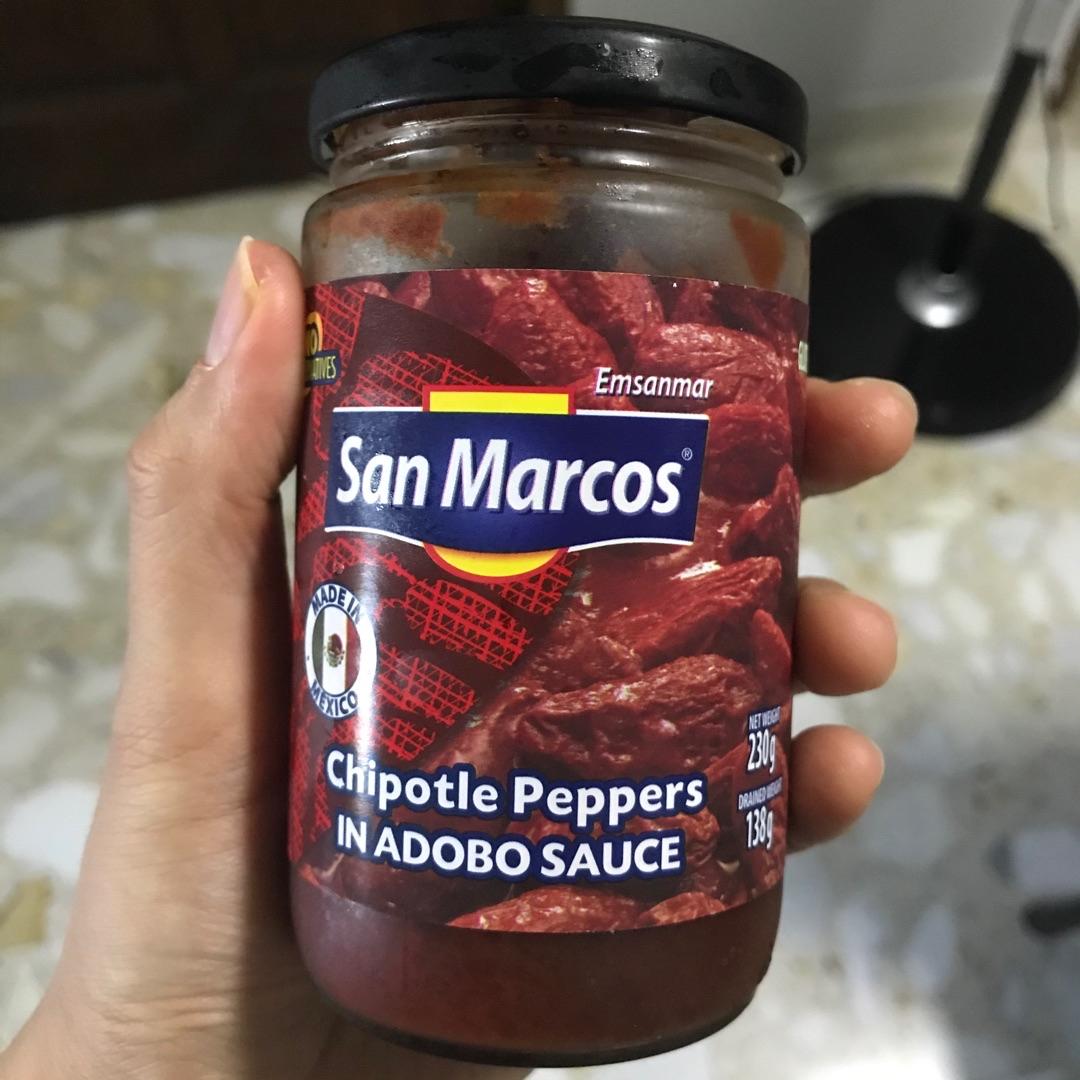 Emsanmar
San Marcos®
MADE IN
MEXICO
Chipotle Peppers
IN ADOBO SAUCE
NET WEIGHT
230g
DRAINED WEIGHT
138g